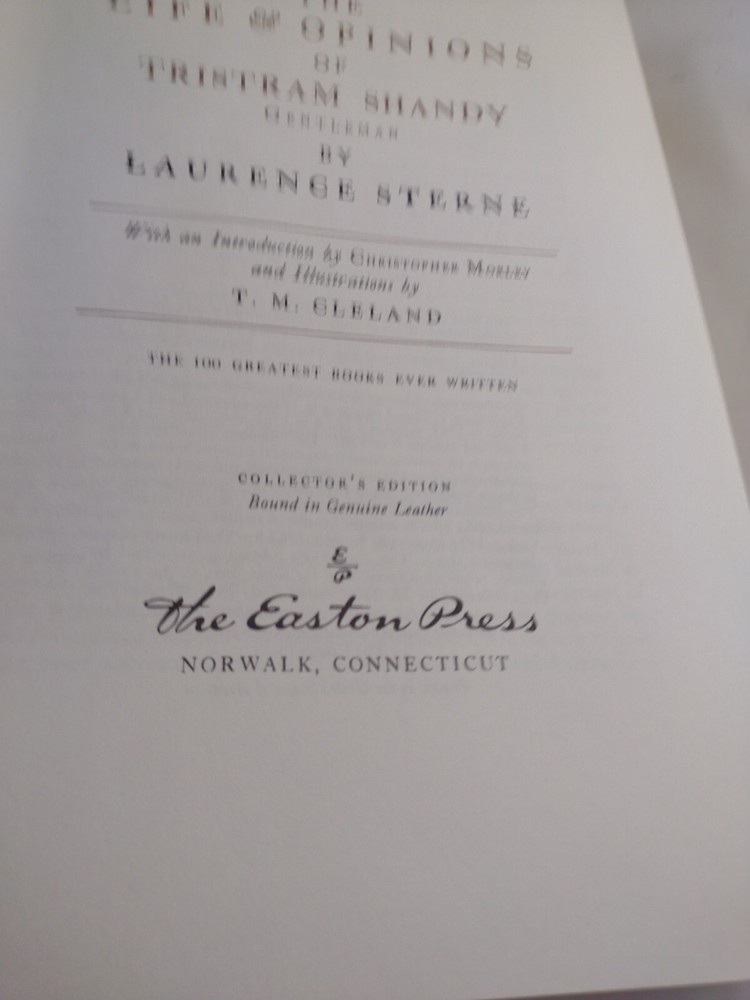 THE
LIFE & OPINIONS
OF
TRISTRAM SHANDY
GENTLEMAN
BY
LAURENCE STERNE
With an Introduction by CHRISTOPHER MORLEY
and Illustrations by
T. M. CLELAND
THE 100 GREATEST BOOKS EVER WRITTEN
COLLECTOR'S EDITION
Bound in Genuine Leather
E
P
The Easton Press
NORWALK, CONNECTICUT